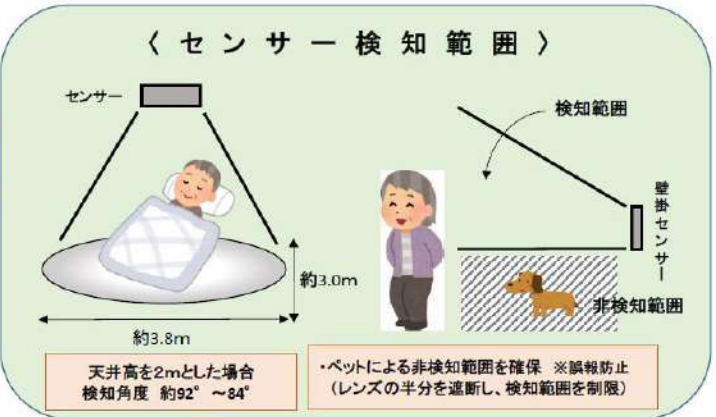 〈 セ ン サ ー 検 知 範 囲 〉
センサー
約3.0m
約3.8m
天井高を2mとした場合
検知角度 約92° ~84°
検知範囲
壁掛センサー
非検知範囲
・ペットによる非検知範囲を確保 ※誤報防止
(レンズの半分を遮断し、検知範囲を制限)